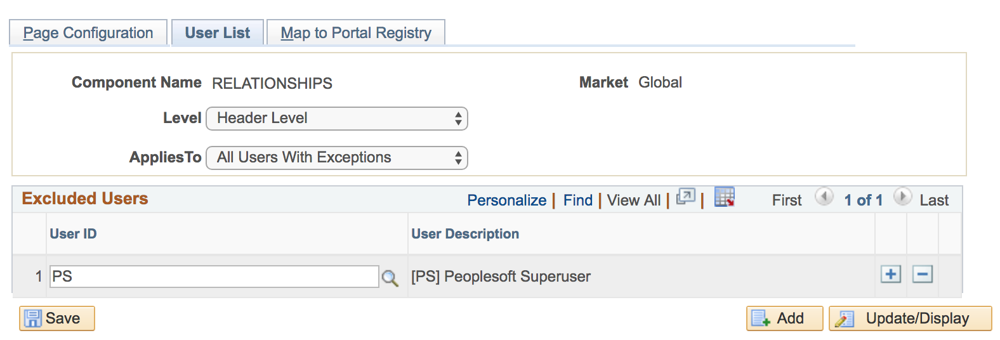 Page Configuration User List Map to Portal Registry
Component Name RELATIONSHIPS Market Global
Level Header Level
AppliesTo All Users With Exceptions
Excluded Users Personalize | Find | View All | | First 1 of 1 Last
User ID User Description
1 PS [PS] Peoplesoft Superuser
Save Add Update/Display